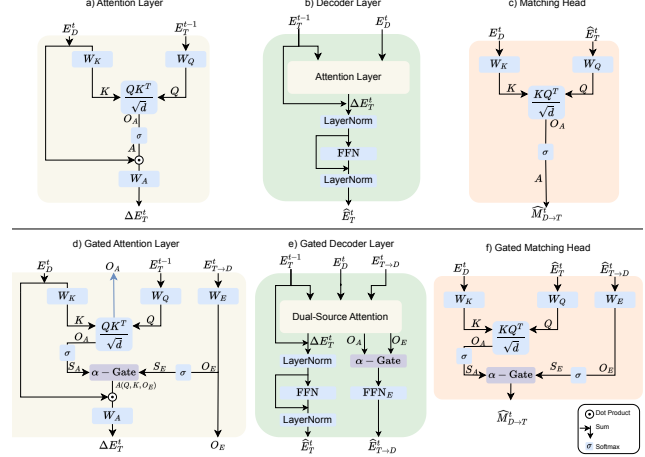 a) Attention Layer
E_D^t
E_T^{t-1}
W_K
W_Q
K
QK^T
√d
Q
O_A
σ
A
W_A
ΔE_T^t
b) Decoder Layer
E_T^{t-1}
E_D^t
Attention Layer
ΔE_T^t
LayerNorm
FFN
LayerNorm
Ê_T^t
c) Matching Head
E_D^t
Ê_T^t
W_K
W_Q
K
KQ^T
√d
Q
O_A
σ
A
M̂_{D→T}^t
d) Gated Attention Layer
E_D^t
O_A
E_T^{t-1}
E_{T→D}^t
W_K
W_Q
W_E
K
QK^T
√d
Q
O_A
σ
S_A
α − Gate
S_E
σ
O_E
A(Q, K, O_E)
W_A
ΔE_T^t
O_E
e) Gated Decoder Layer
E_T^{t-1}
E_D^t
E_{T→D}^t
Dual-Source Attention
ΔE_T^t
O_A
O_E
LayerNorm
α − Gate
FFN
FFN_E
LayerNorm
Ê_T^t
Ê_{T→D}^t
f) Gated Matching Head
E_D^t
Ê_T^t
Ê_{T→D}^t
W_K
W_Q
W_E
K
KQ^T
√d
Q
O_A
σ
S_A
α − Gate
S_E
σ
O_E
M̂_{D→T}^t
Dot Product
Sum
σ
Softmax